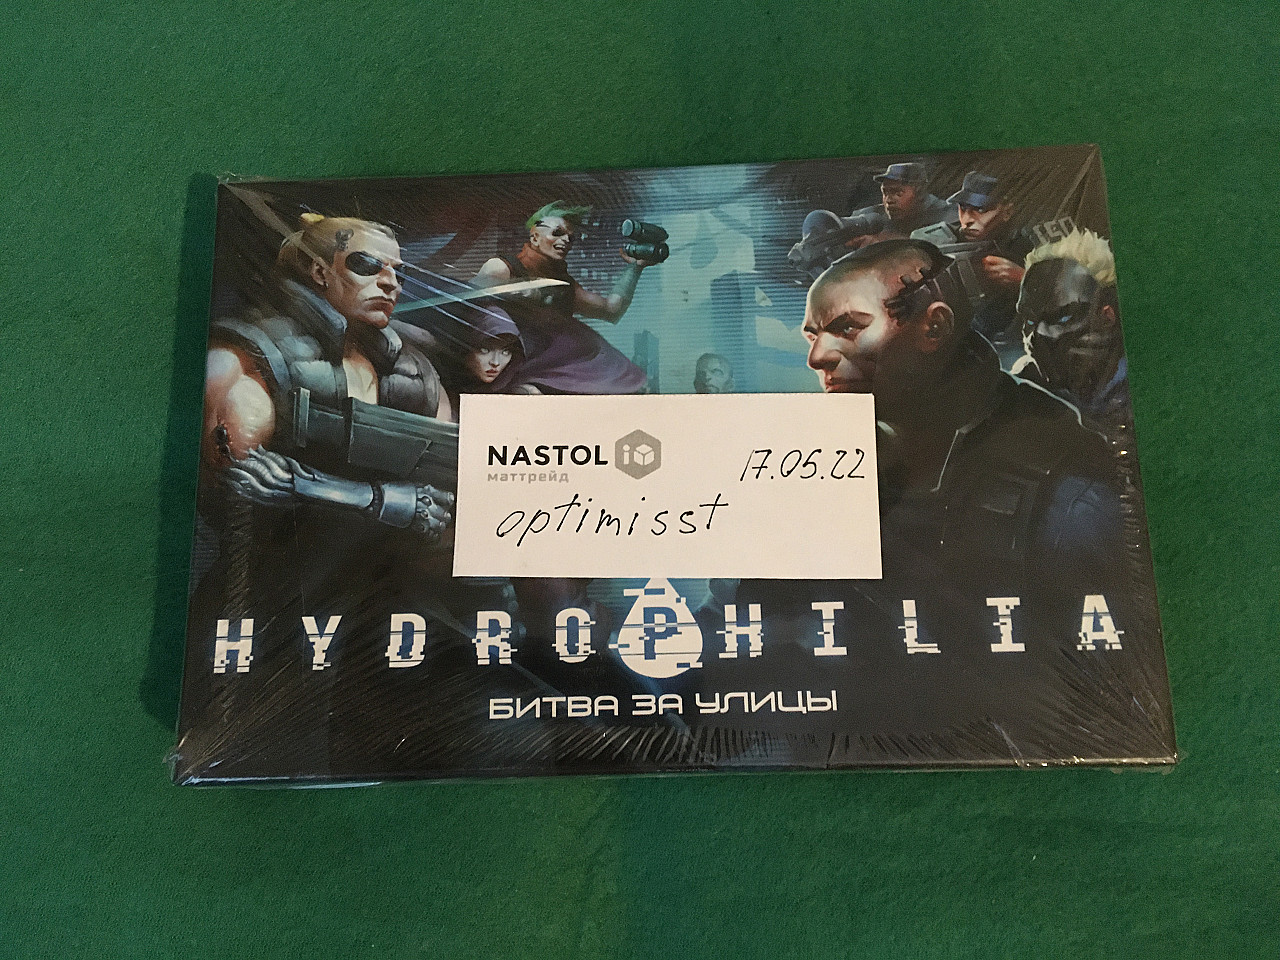 NASTOL
маттрейд
17.05.22
optimisst
HYDROPHILIA
БИТВА ЗА УЛИЦЫ